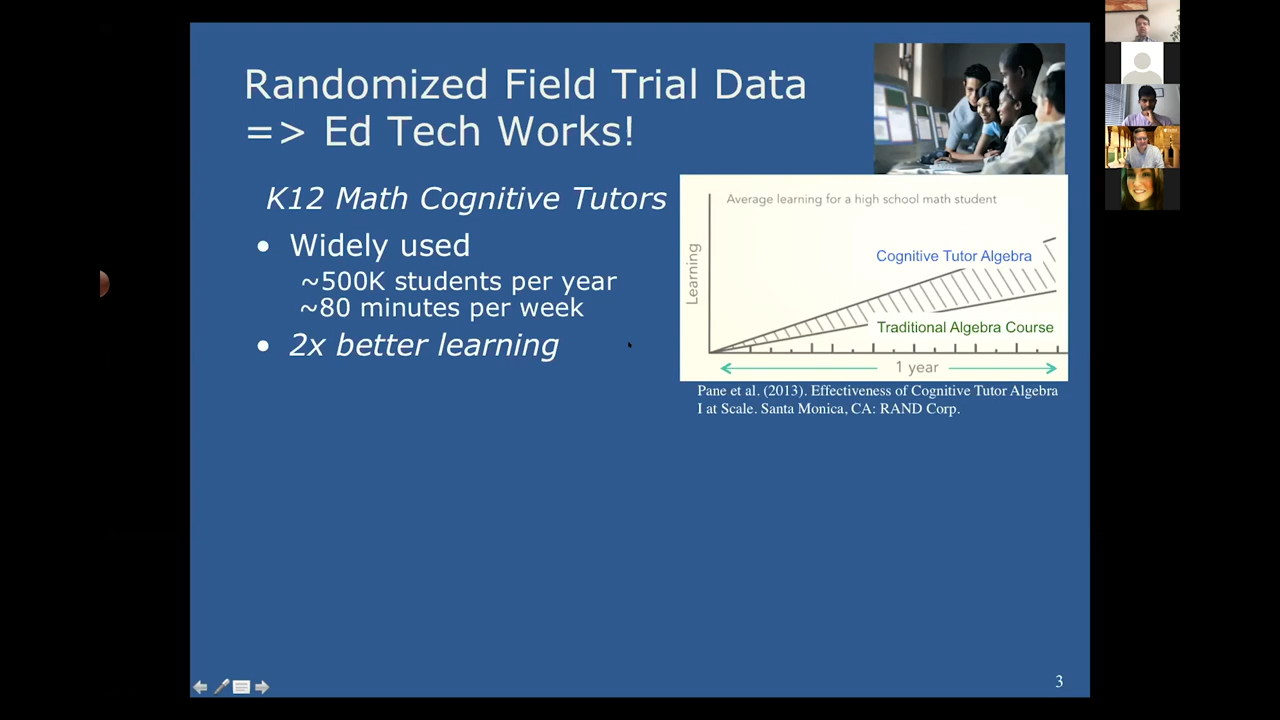 Randomized Field Trial Data
=> Ed Tech Works!
K12 Math Cognitive Tutors
• Widely used
~500K students per year
~80 minutes per week
• 2x better learning
Average learning for a high school math student
Learning
Cognitive Tutor Algebra
Traditional Algebra Course
1 year
Pane et al. (2013). Effectiveness of Cognitive Tutor Algebra
I at Scale. Santa Monica, CA: RAND Corp.
3